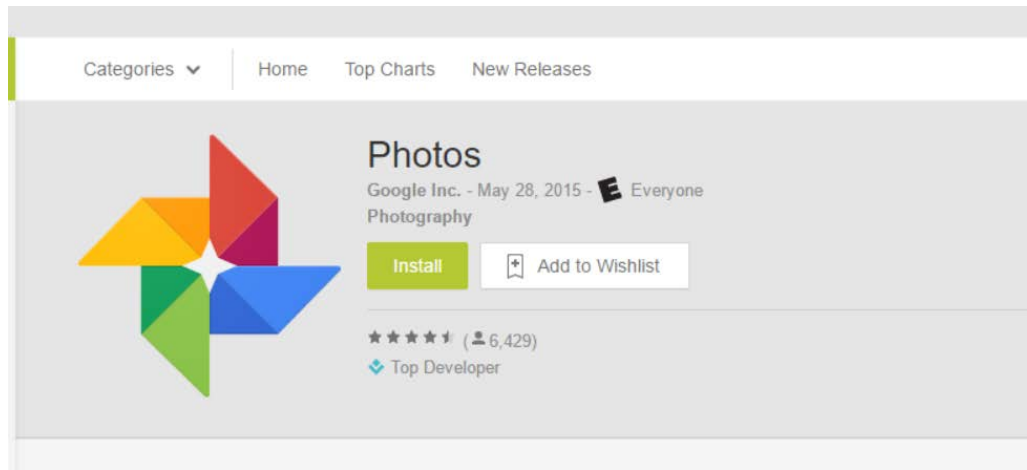 Categories Home Top Charts New Releases
Photos
Google Inc. - May 28, 2015 - E Everyone
Photography
Install Add to Wishlist
(6,429)
Top Developer